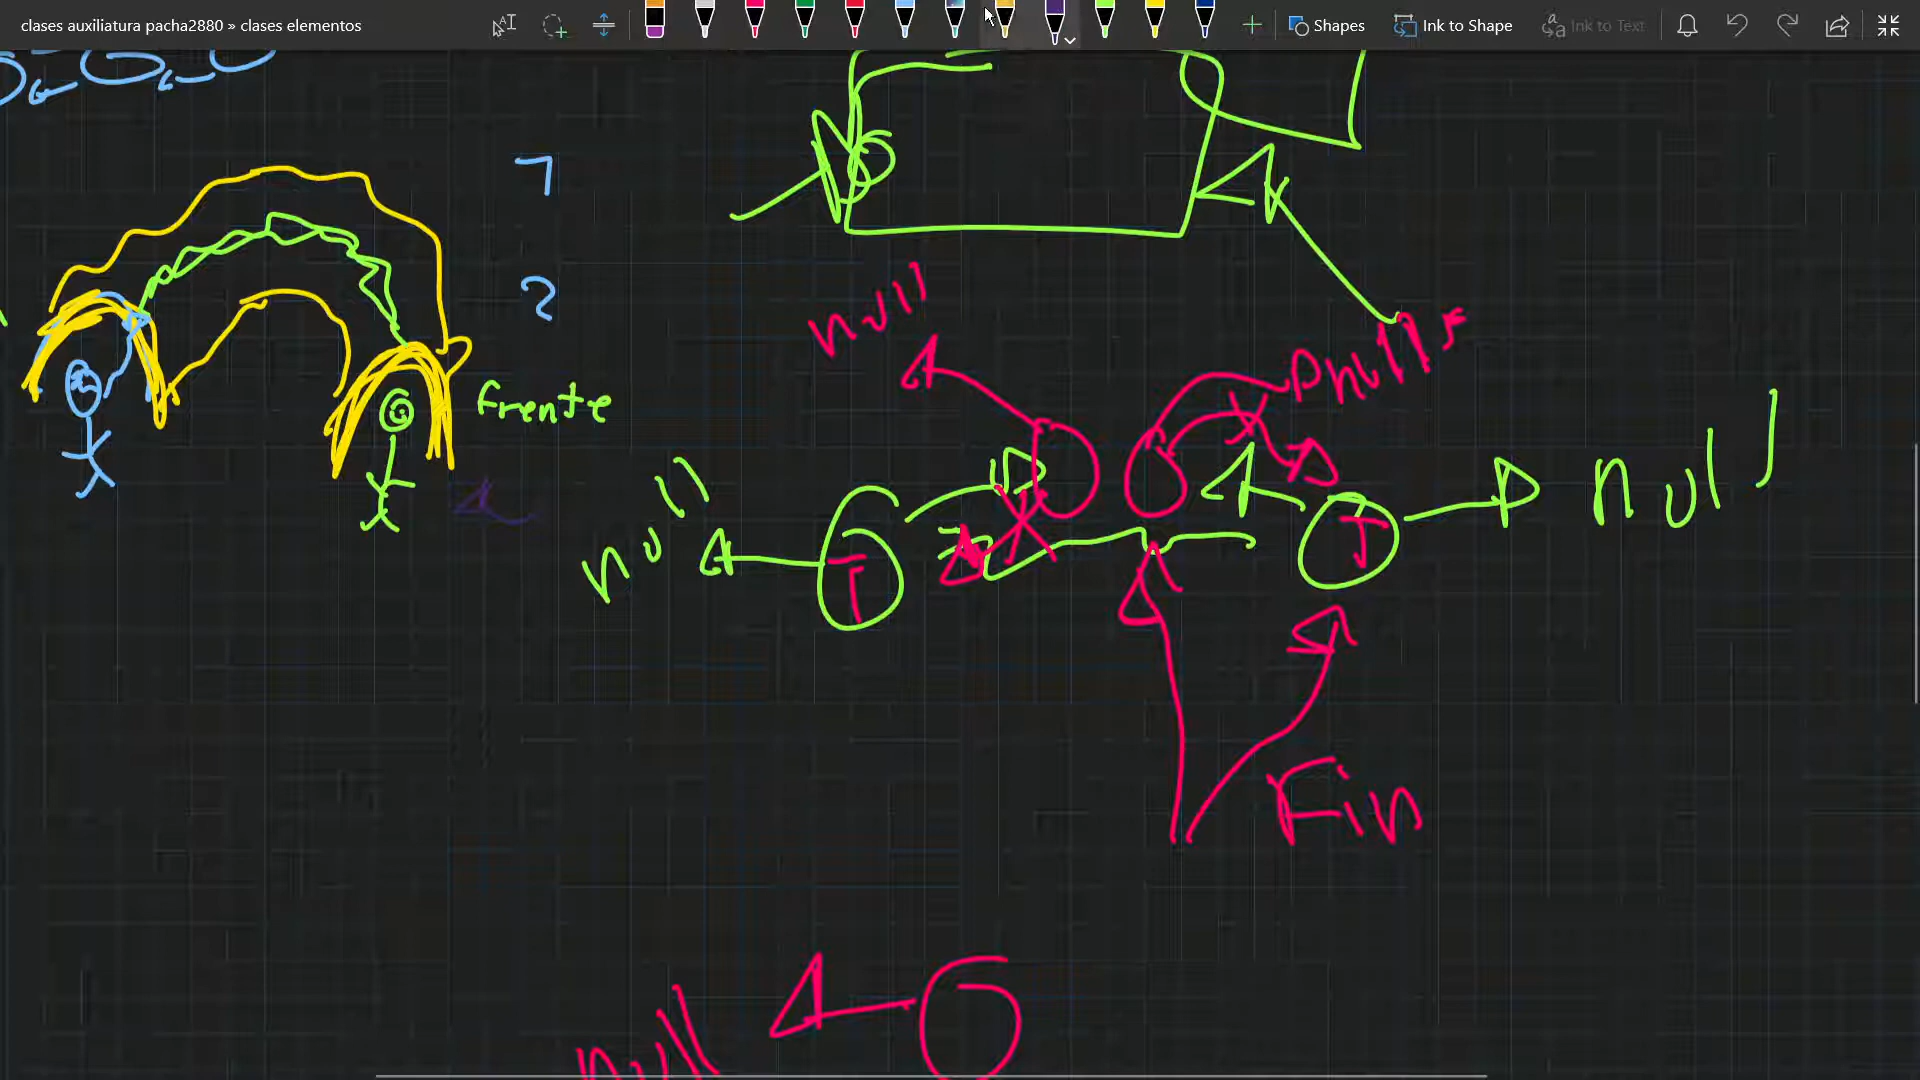 clases auxiliatura pacha2880 » clases elementos
Shapes
Ink to Shape
Ink to Text
7
2
null
frente
null
null
I
J
Fin
null